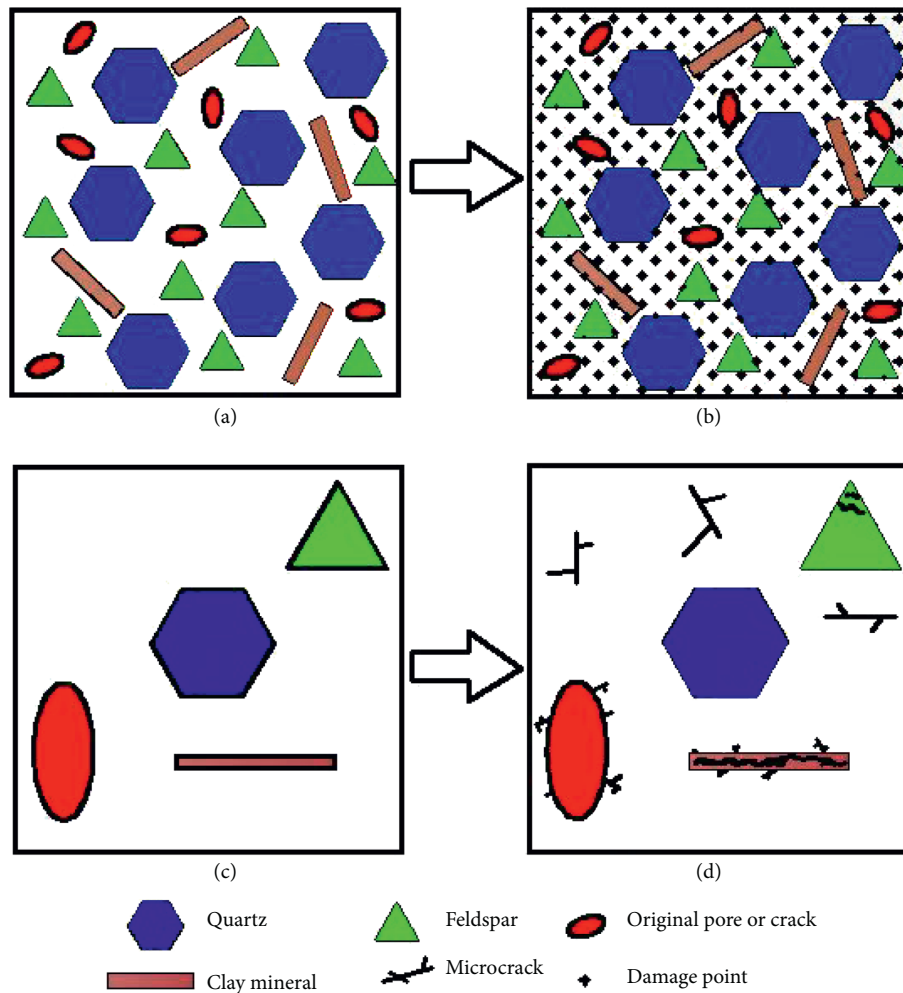 (a)
(b)
(c)
(d)
Quartz
Feldspar
Original pore or crack
Clay mineral
Microcrack
Damage point